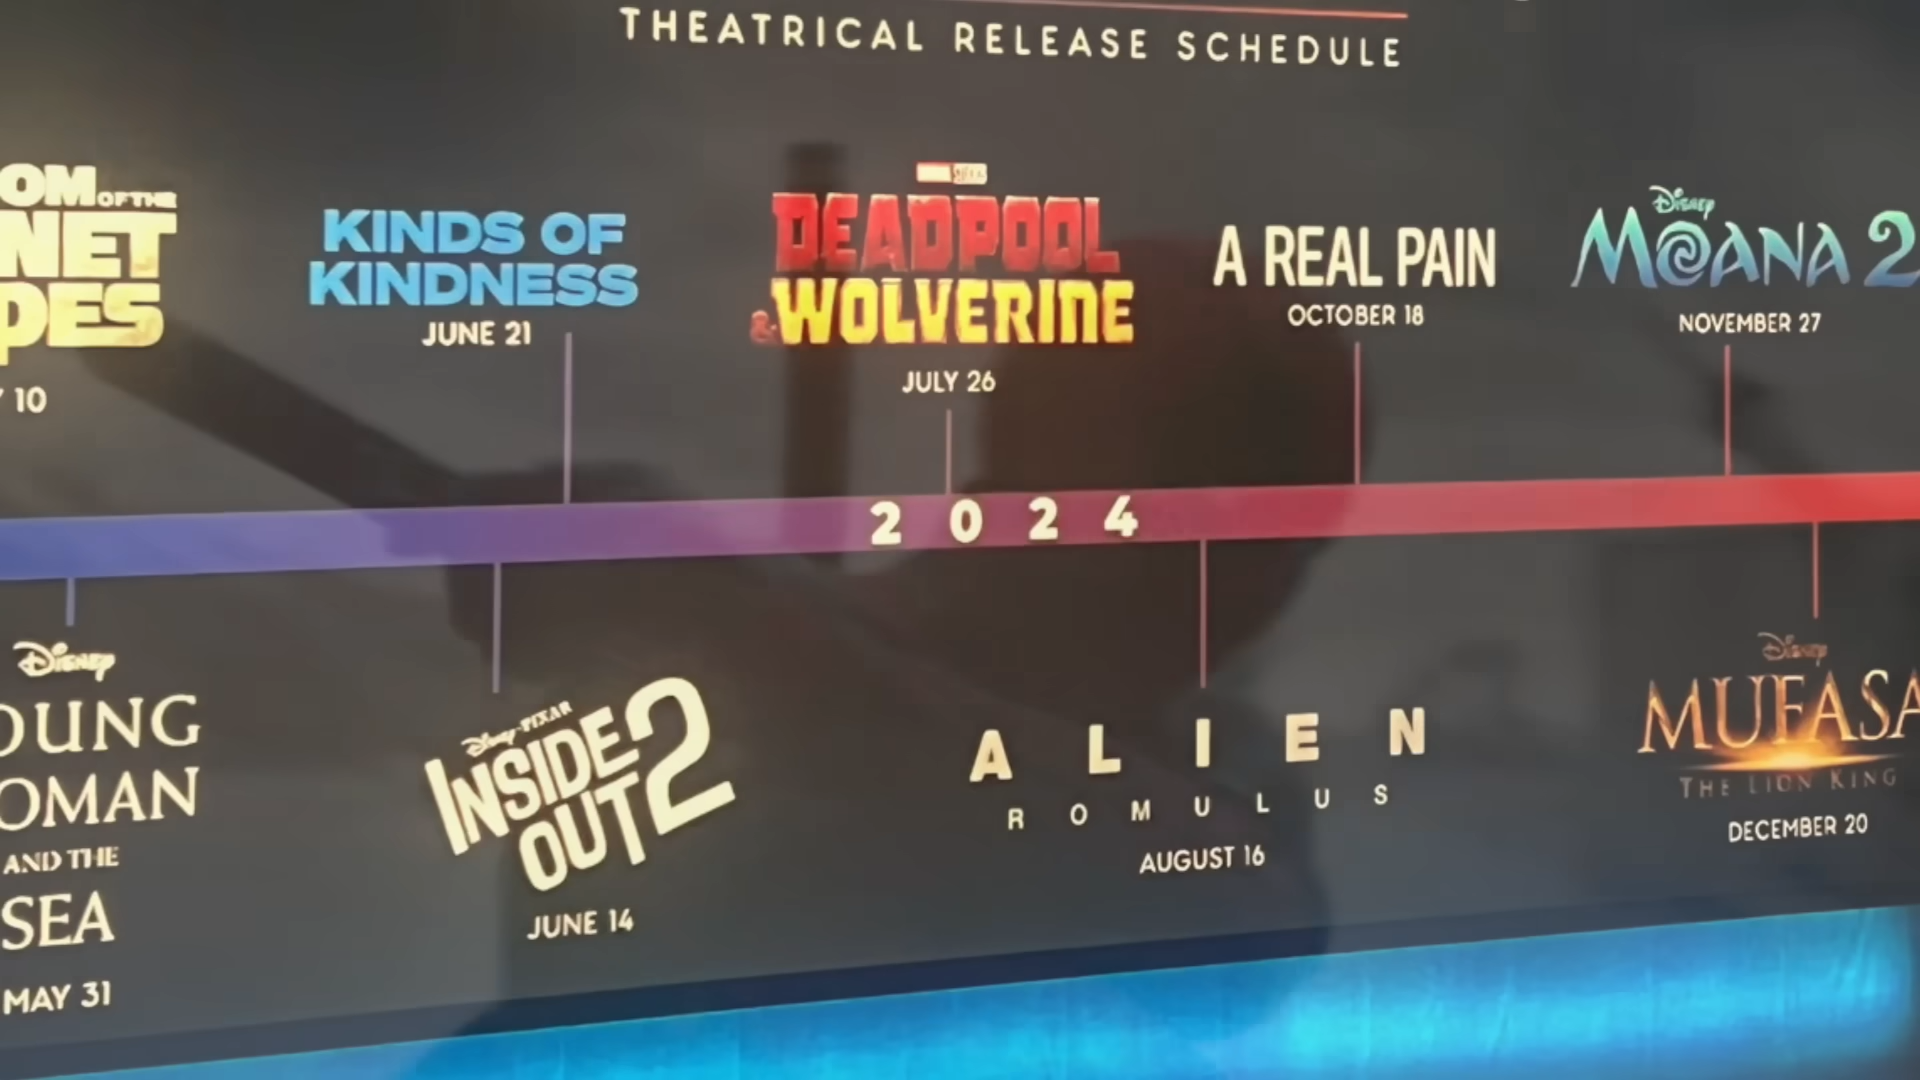 THEATRICAL RELEASE SCHEDULE
OM OF THE
NET
PES
10
KINDS OF
KINDNESS
JUNE 21
STUDIOS
DEADPOOL
& WOLVERINE
JULY 26
A REAL PAIN
OCTOBER 18
Disney
MOANA 2
NOVEMBER 27
2024
Disney
OUNG
OMAN
AND THE
SEA
MAY 31
Disney·PIXAR
INSIDE
OUT 2
JUNE 14
ALIEN
ROMULUS
AUGUST 16
Disney
MUFASA
THE LION KING
DECEMBER 20